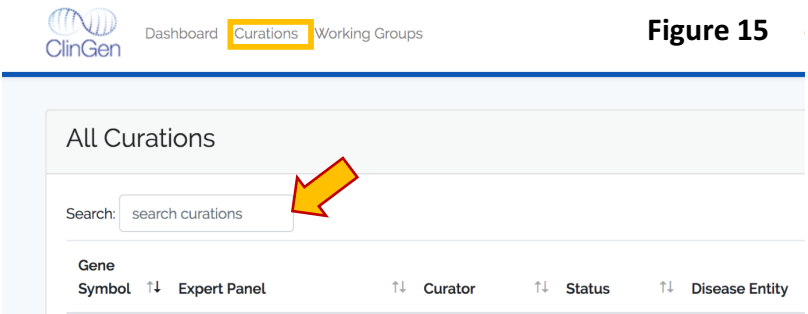 ClinGen
Dashboard Curations Working Groups
Figure 15
All Curations
Search: search curations
Gene
Symbol ↑↓ Expert Panel ↑↓ Curator ↑↓ Status ↑↓ Disease Entity